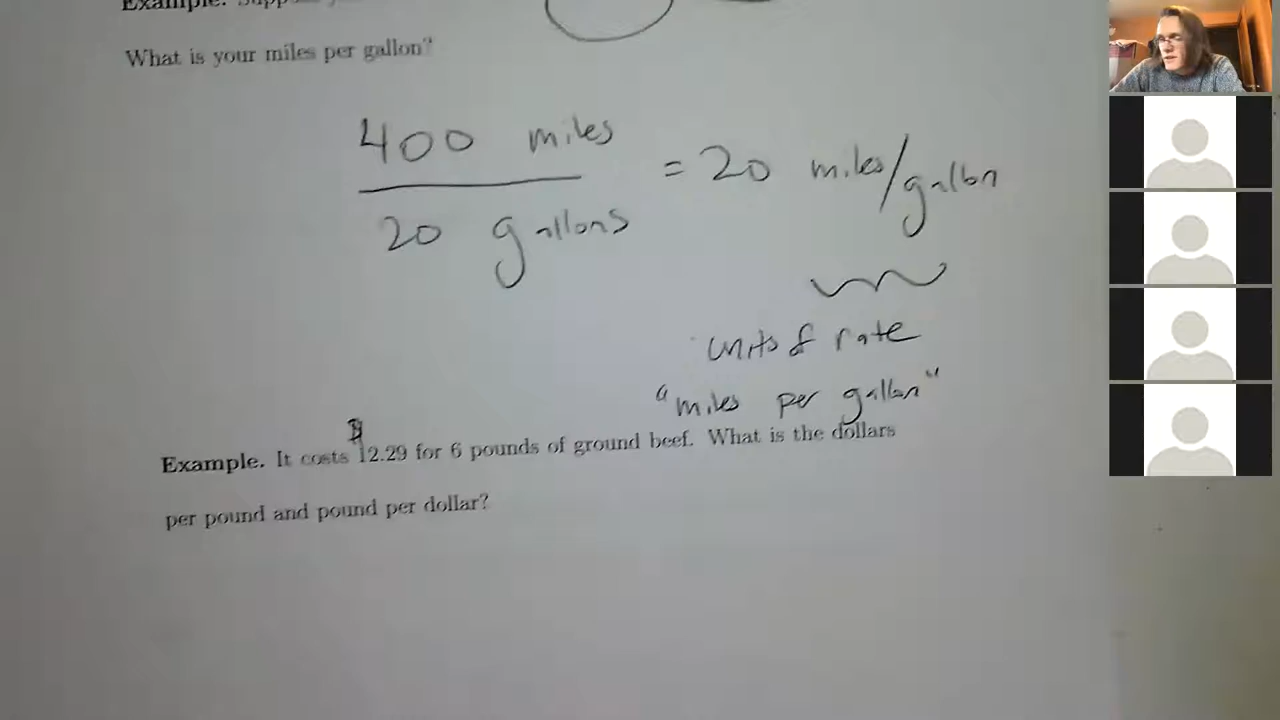 Example.
What is your miles per gallon?
400 miles
20 gallons
= 20 miles/gallon
units of rate
"miles per gallon"
$
Example. It costs 12.29 for 6 pounds of ground beef. What is the dollars
per pound and pound per dollar?